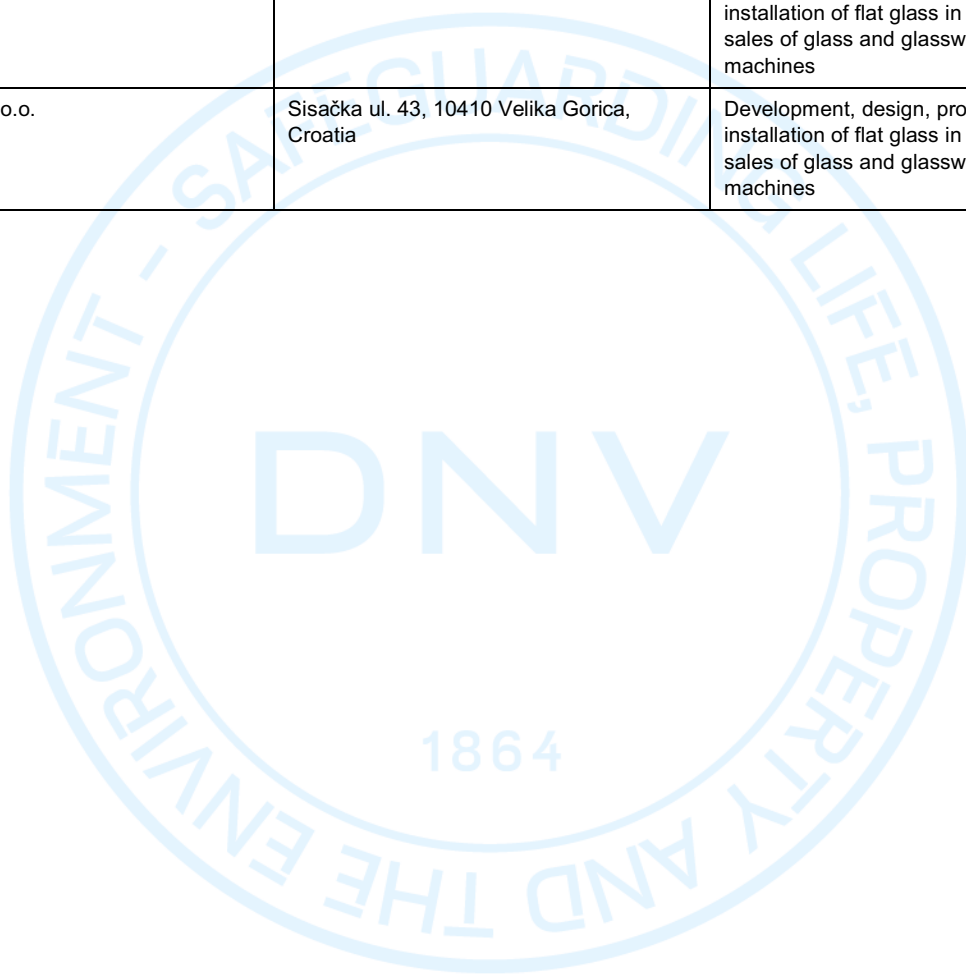 installation of flat glass in
sales of glass and glassw
machines
o.o.
Sisačka ul. 43, 10410 Velika Gorica,
Croatia
Development, design, pro
installation of flat glass in
sales of glass and glassw
machines
SAFEGUARDING LIFE, PROPERTY AND THE ENVIRONMENT -
DNV
1864